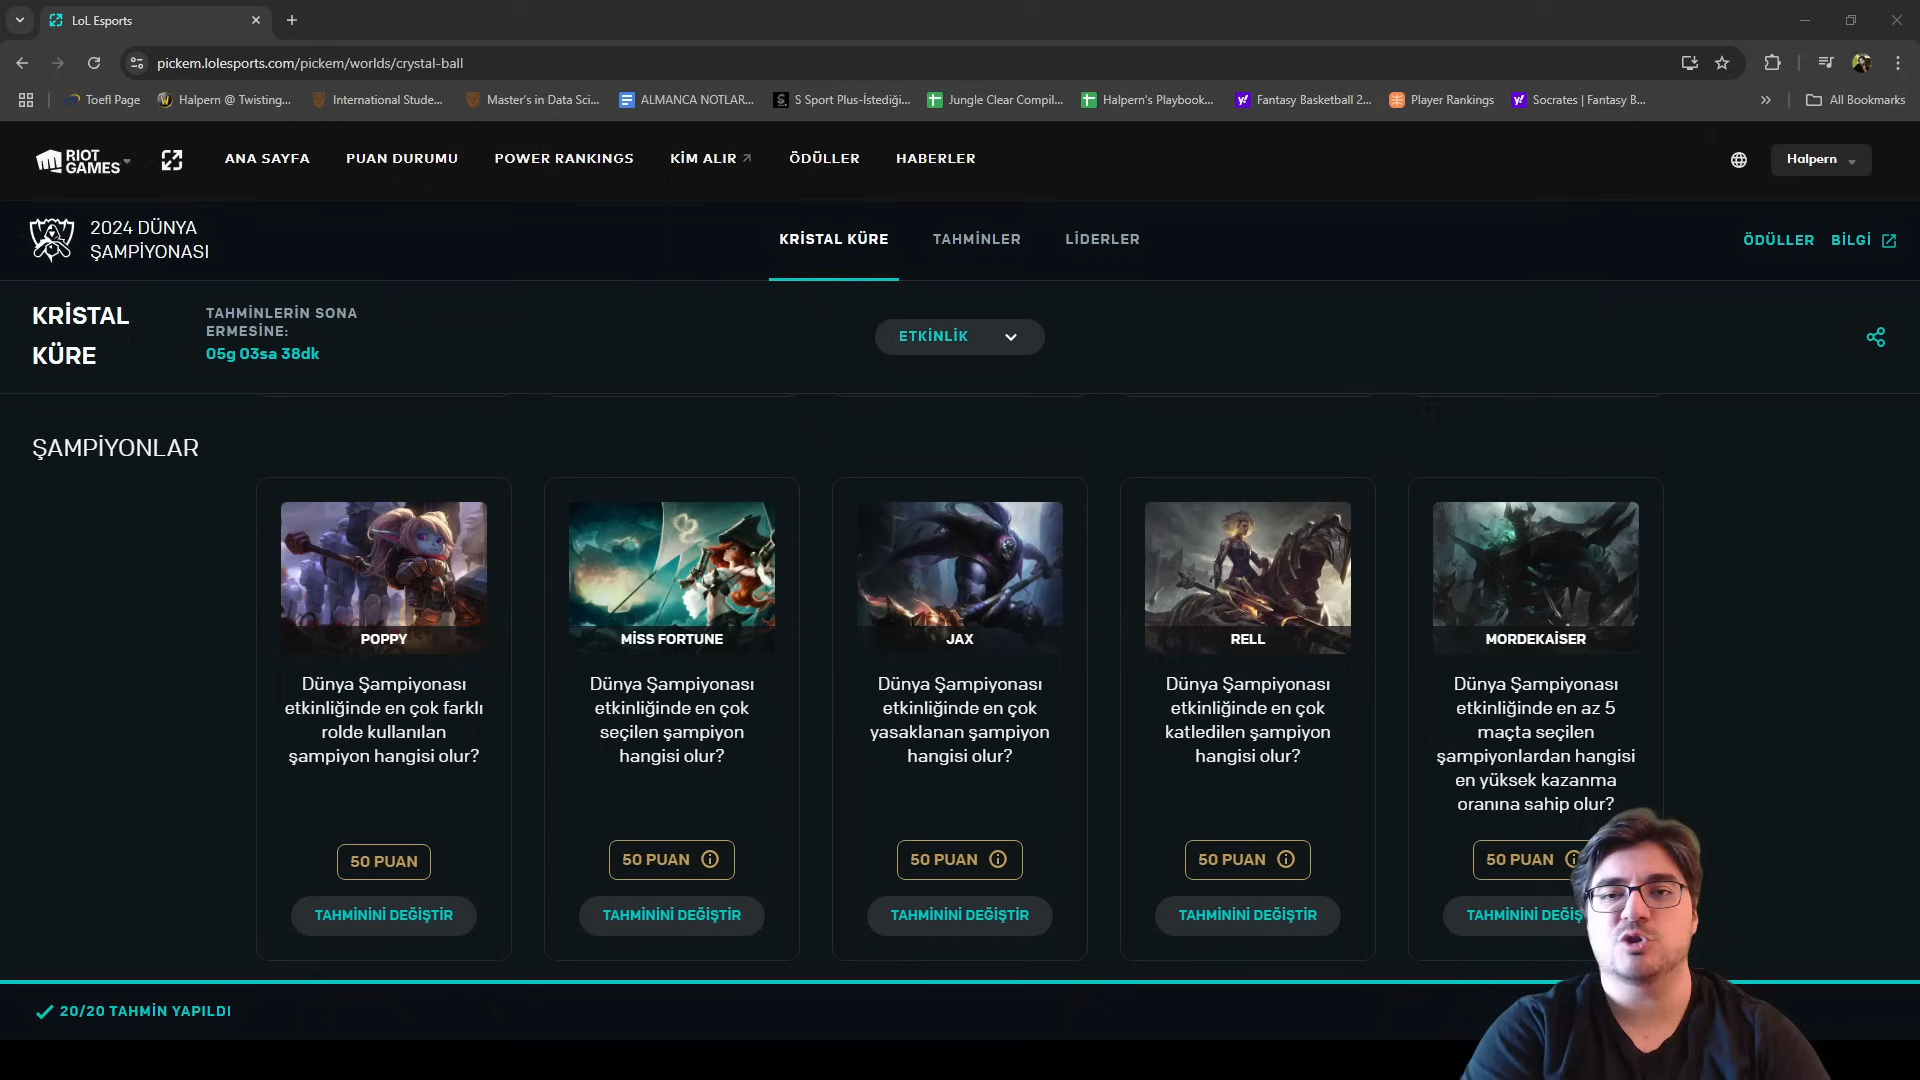 LoL Esports
pickem.lolesports.com/pickem/worlds/crystal-ball
Toefl Page
Halpern @ Twisting...
International Stude...
Master's in Data Sci...
ALMANCA NOTLAR...
S Sport Plus-İstediği...
Jungle Clear Compil...
Halpern's Playbook...
Fantasy Basketball 2...
Player Rankings
Socrates | Fantasy B...
All Bookmarks
RIOT
GAMES
ANA SAYFA
PUAN DURUMU
POWER RANKINGS
KİM ALIR
ÖDÜLLER
HABERLER
Halpern
2024 DÜNYA
ŞAMPİYONASI
KRİSTAL KÜRE
TAHMİNLER
LİDERLER
ÖDÜLLER
BİLGİ
KRİSTAL
KÜRE
TAHMİNLERİN SONA
ERMESİNE:
05g 03sa 38dk
ETKİNLİK
ŞAMPİYONLAR
POPPY
Dünya Şampiyonası
etkinliğinde en çok farklı
rolde kullanılan
şampiyon hangisi olur?
50 PUAN
TAHMİNİNİ DEĞİŞTİR
MİSS FORTUNE
Dünya Şampiyonası
etkinliğinde en çok
seçilen şampiyon
hangisi olur?
50 PUAN
TAHMİNİNİ DEĞİŞTİR
JAX
Dünya Şampiyonası
etkinliğinde en çok
yasaklanan şampiyon
hangisi olur?
50 PUAN
TAHMİNİNİ DEĞİŞTİR
RELL
Dünya Şampiyonası
etkinliğinde en çok
katledilen şampiyon
hangisi olur?
50 PUAN
TAHMİNİNİ DEĞİŞTİR
MORDEKAİSER
Dünya Şampiyonası
etkinliğinde en az 5
maçta seçilen
şampiyonlardan hangisi
en yüksek kazanma
oranına sahip olur?
50 PUAN
TAHMİNİNİ DEĞİŞ
20/20 TAHMİN YAPILDI